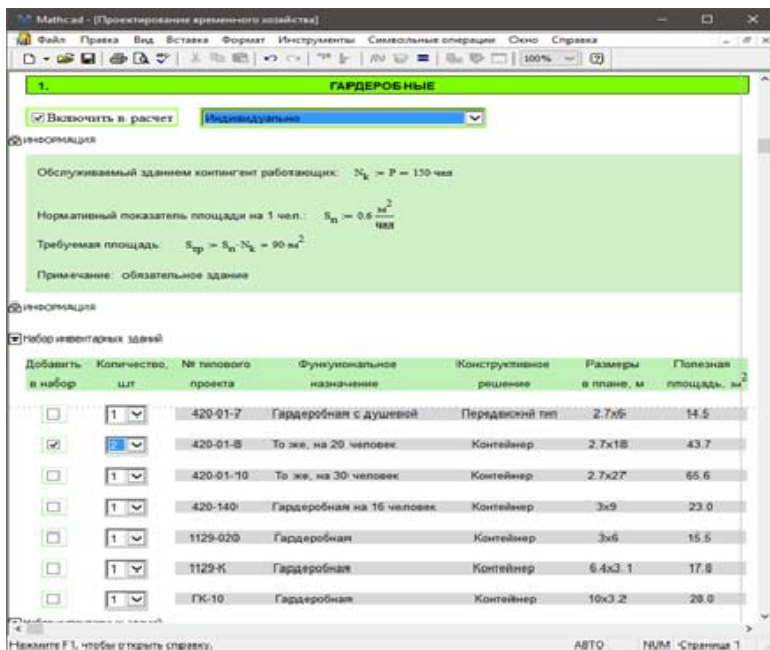 Mathcad - [Проектирование временного хозяйства]
Файл Правка Вид Вставка Формат Инструменты Символьные операции Окно Справка
100%
1. ГАРДЕРОБНЫЕ
Включить в расчет Индивидуально
ИНФОРМАЦИЯ
Обслуживаемый зданием контингент работающих: N_k := P = 150 чел
Нормативный показатель площади на 1 чел.: S_n := 0.6 м²/чел
Требуемая площадь: S_тр := S_n·N_k = 90 м²
Примечание: обязательное здание
ИНФОРМАЦИЯ
Набор инвентарных зданий
Добавить Количество, № типового Функциональное Конструктивное Размеры Полезная
в набор шт проекта назначение решение в плане, м площадь, м²
1 420-01-7 Гардеробная с душевой Передвижной тип 2.7x6 14.5
2 420-01-8 То же, на 20 человек Контейнер 2.7x18 43.7
1 420-01-10 То же, на 30 человек Контейнер 2.7x27 65.6
1 420-140 Гардеробная на 16 человек Контейнер 3x9 23.0
1 1129-020 Гардеробная Контейнер 3x6 15.5
1 1129-К Гардеробная Контейнер 6.4x3.1 17.8
1 ГК-10 Гардеробная Контейнер 10x3.2 28.0
Нажмите F1, чтобы открыть справку. АВТО NUM Страница 1